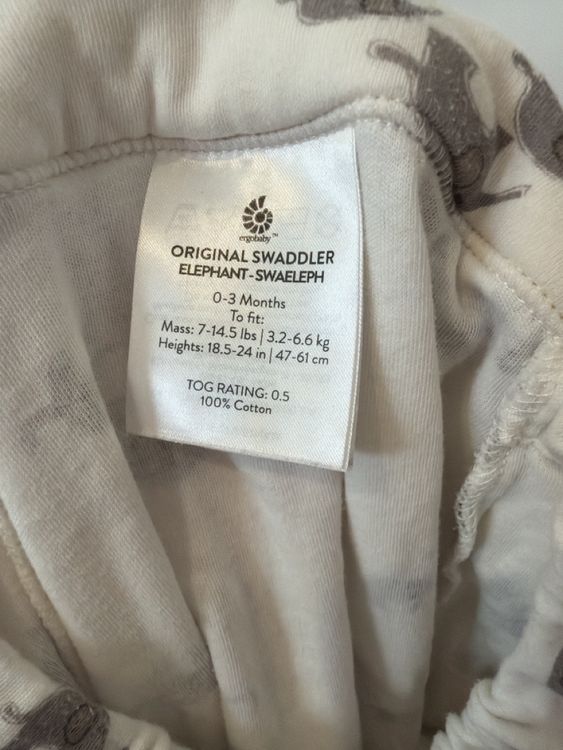 ergobaby™
ORIGINAL SWADDLER
ELEPHANT-SWAELEPH
0-3 Months
To fit:
Mass: 7-14.5 lbs | 3.2-6.6 kg
Heights: 18.5-24 in | 47-61 cm
TOG RATING: 0.5
100% Cotton